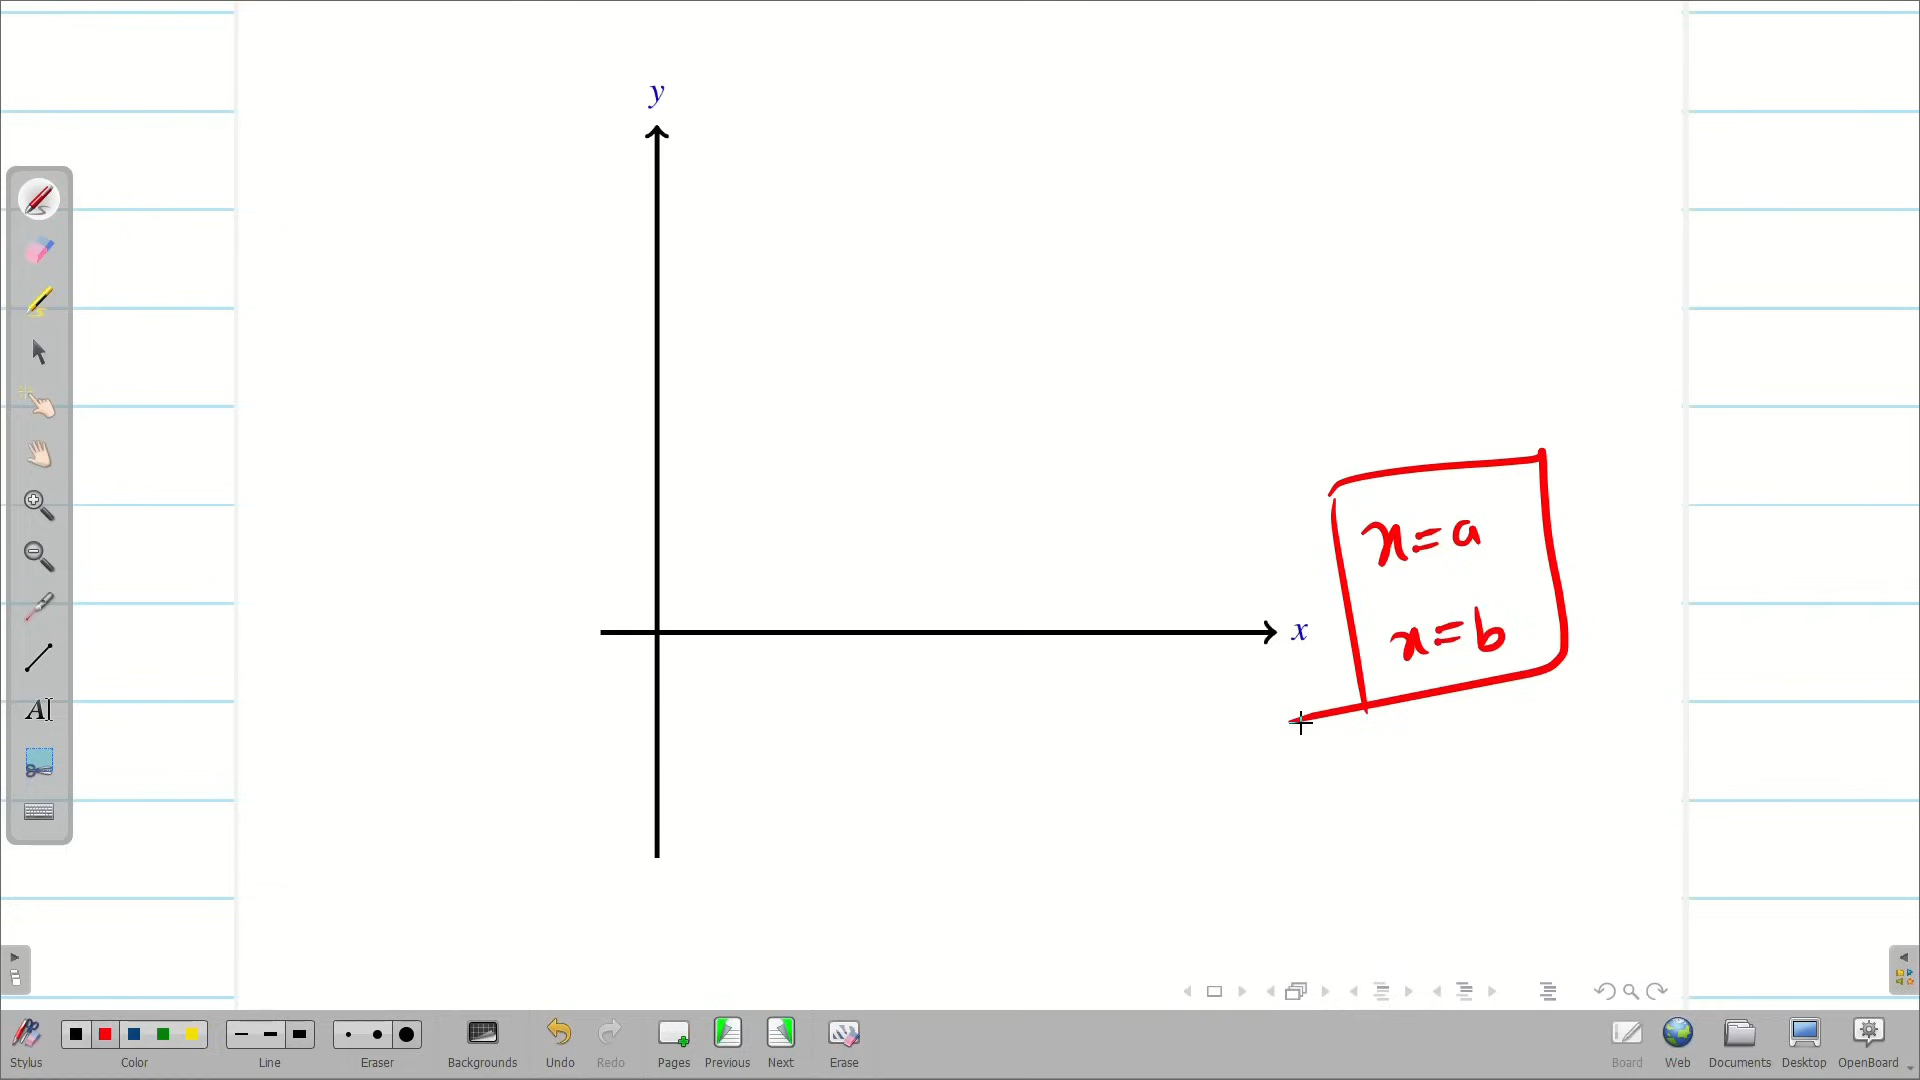 y
x = a
x
x = b
A
Stylus
Color
Line
Eraser
Backgrounds
Undo
Redo
Pages
Previous
Next
Erase
Board
Web
Documents
Desktop
OpenBoard